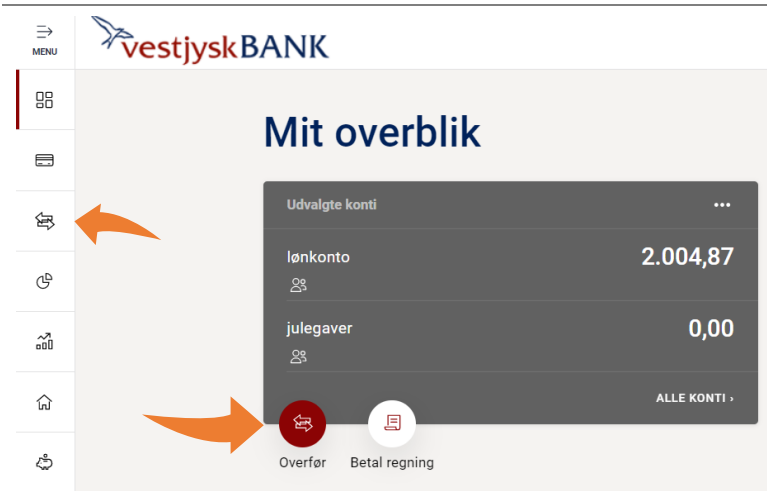 MENU
vestjyskBANK
Mit overblik
Udvalgte konti
lønkonto
2.004,87
julegaver
0,00
ALLE KONTI ›
Overfør
Betal regning